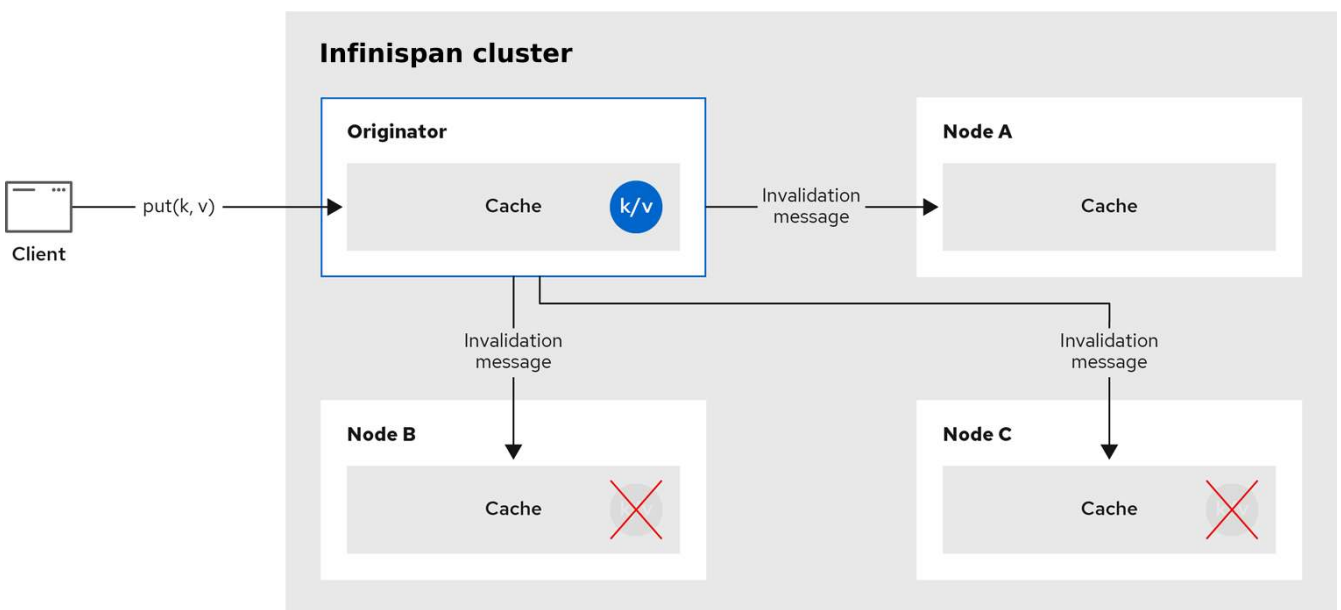 Infinispan cluster
Originator
Cache
k/v
Node A
Cache
Client
put(k, v)
Invalidation
message
Invalidation
message
Invalidation
message
Node B
Cache
Node C
Cache